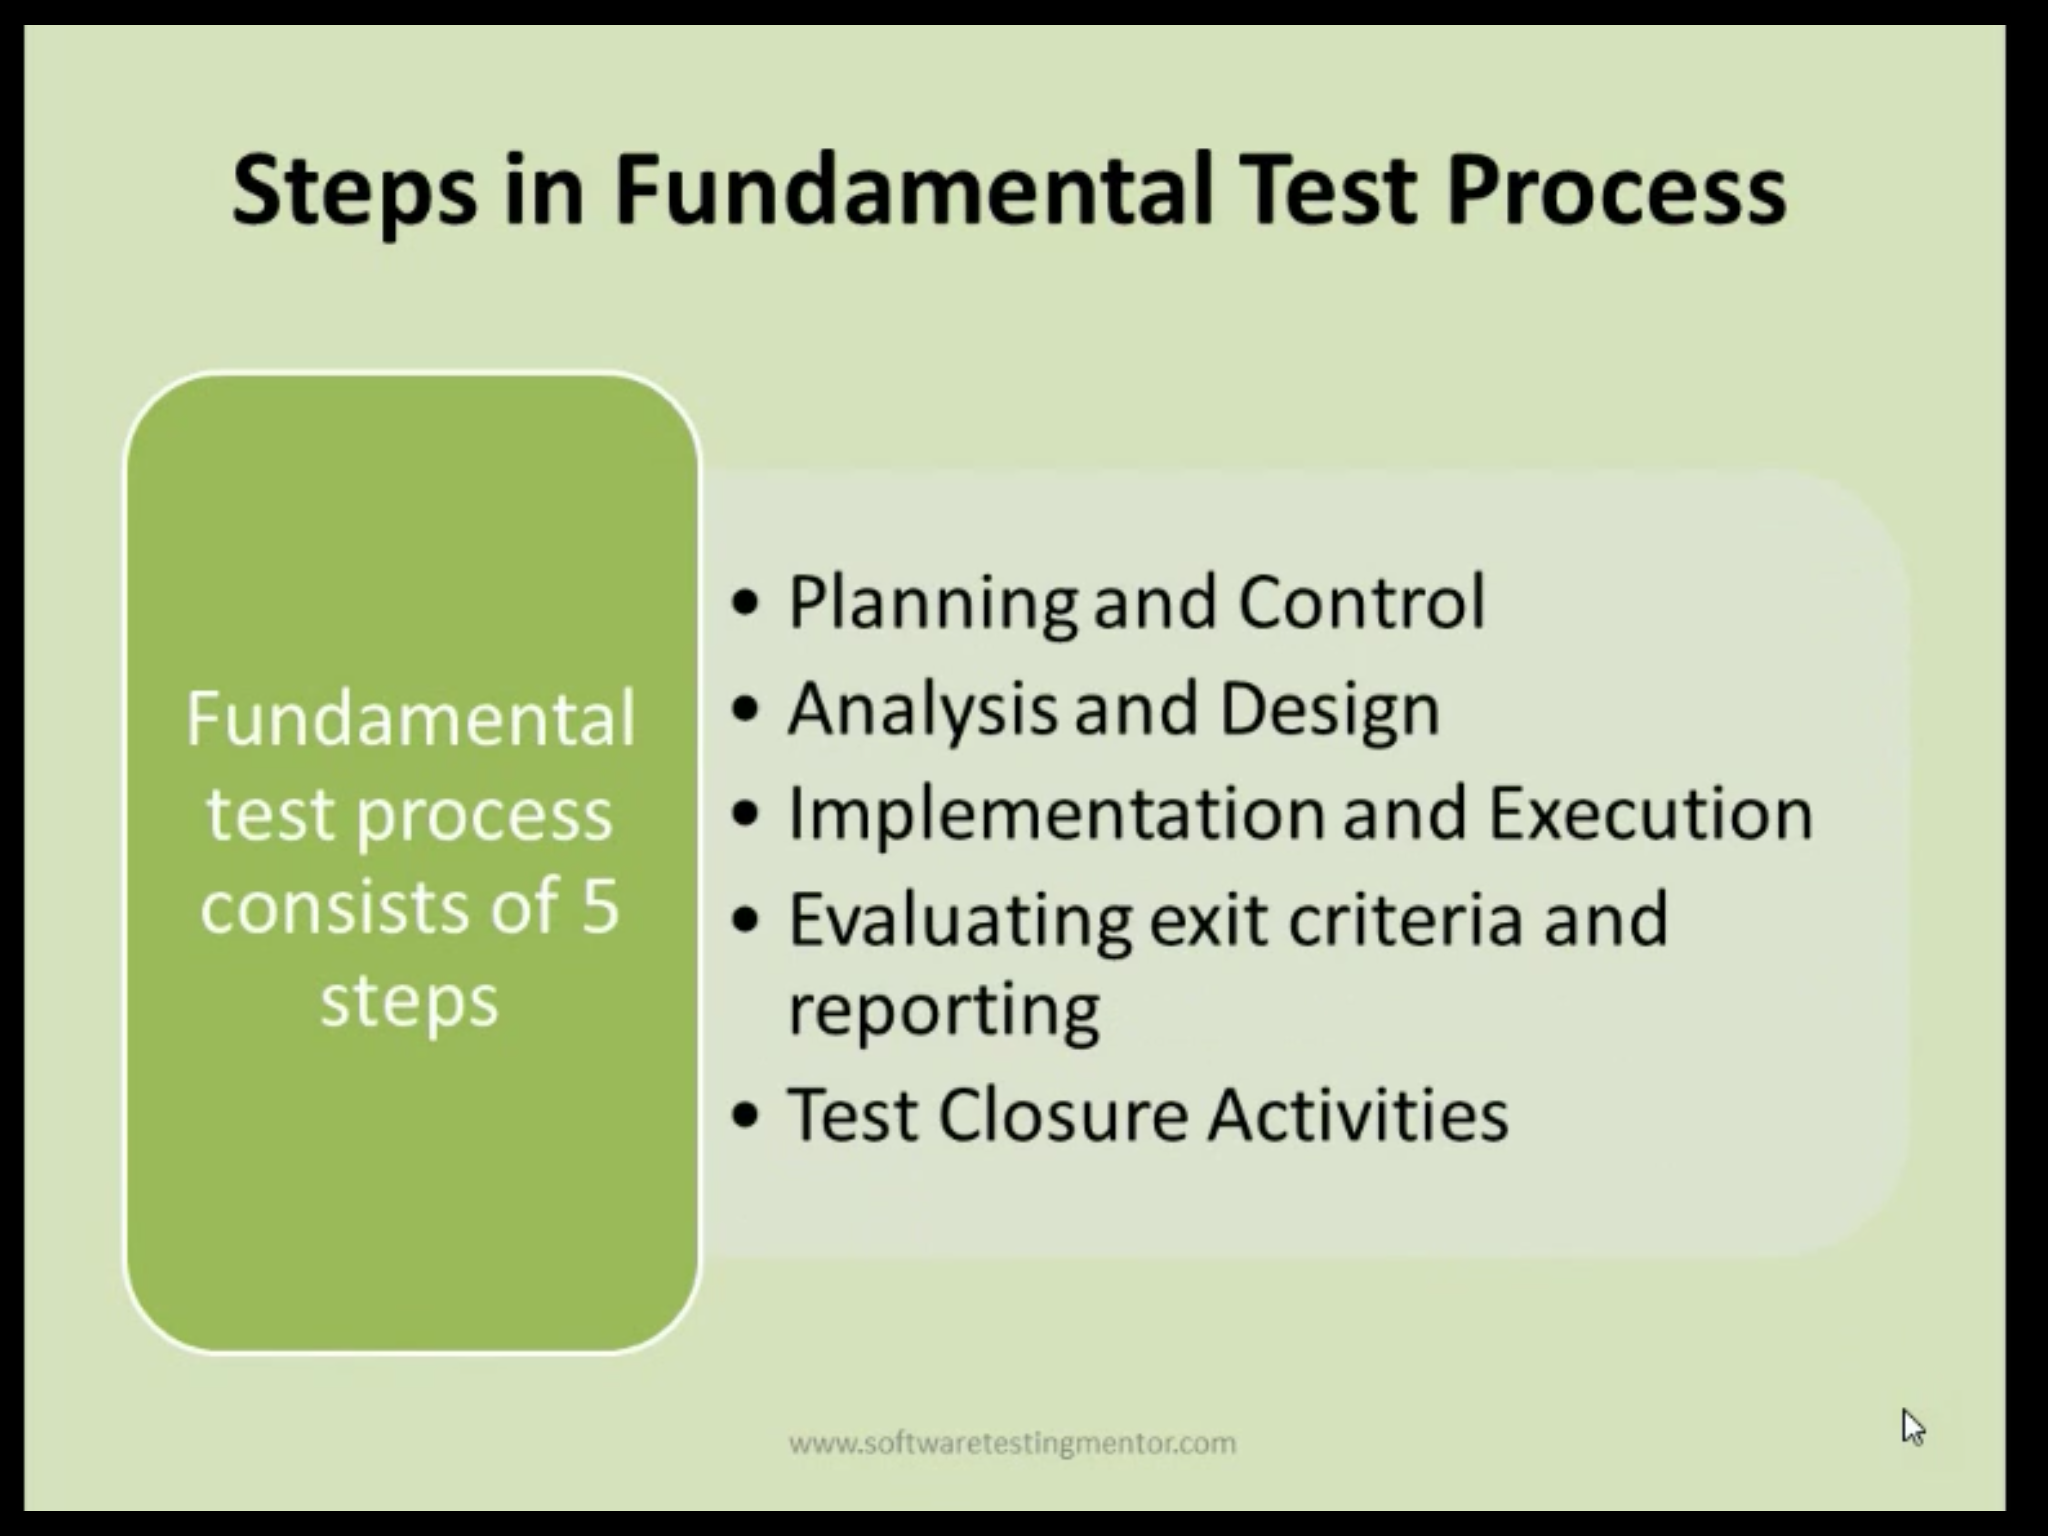 Steps in Fundamental Test Process
Fundamental
test process
consists of 5
steps
• Planning and Control
• Analysis and Design
• Implementation and Execution
• Evaluating exit criteria and
reporting
• Test Closure Activities
www.softwaretestingmentor.com